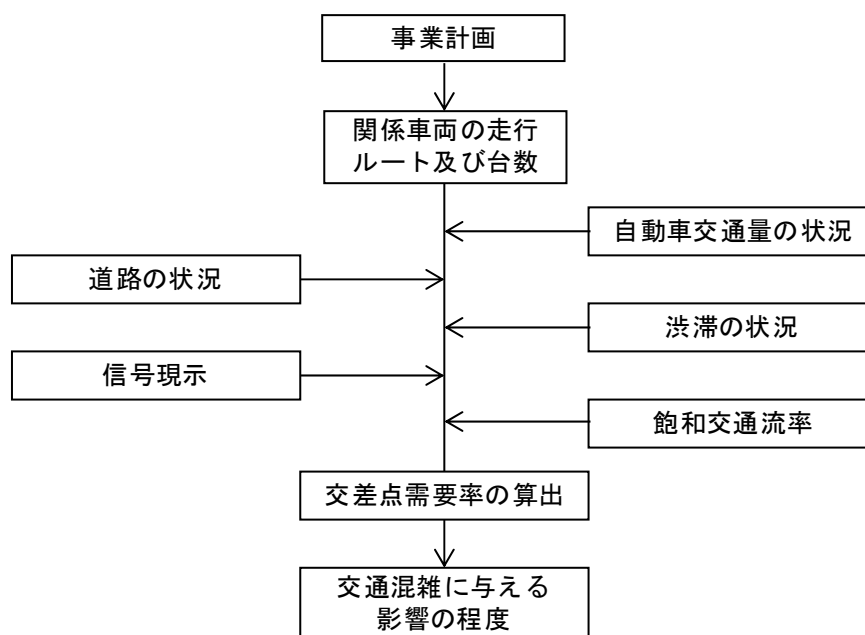 事業計画
関係車両の走行
ルート及び台数
自動車交通量の状況
道路の状況
渋滞の状況
信号現示
飽和交通流率
交差点需要率の算出
交通混雑に与える
影響の程度